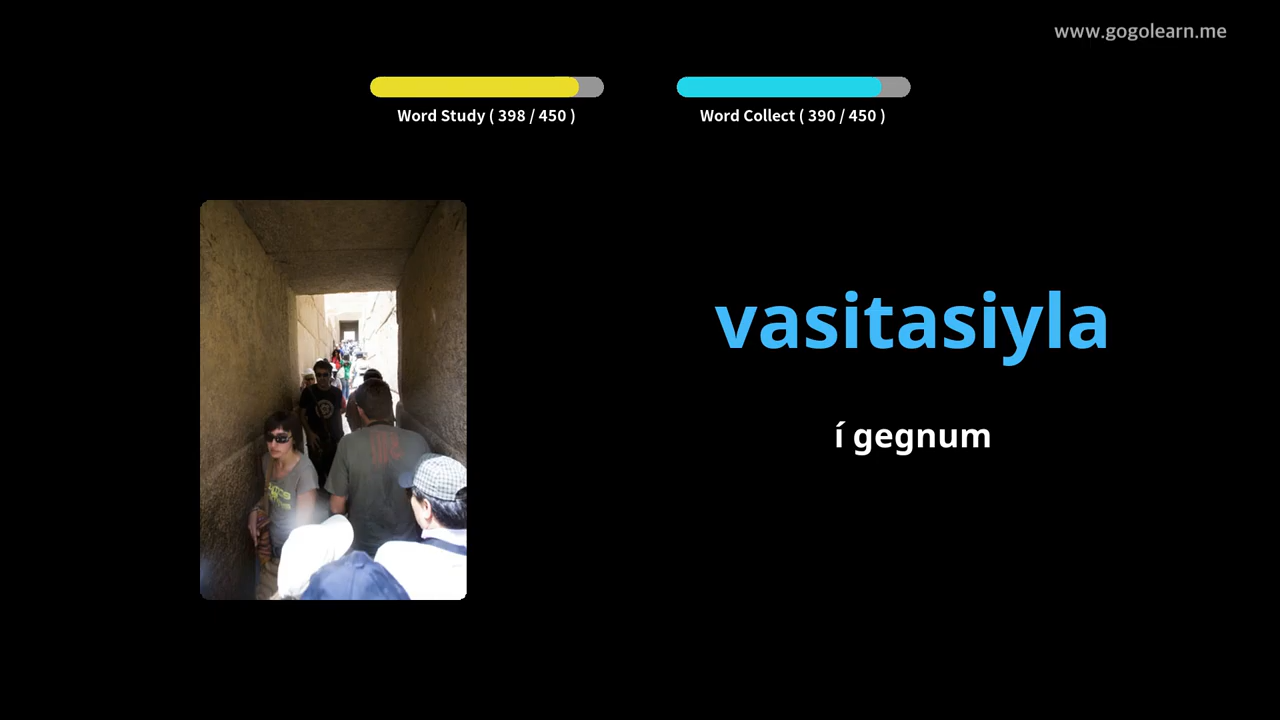 www.gogolearn.me
Word Study ( 398 / 450 )
Word Collect ( 390 / 450 )
vasitasiyla
í gegnum